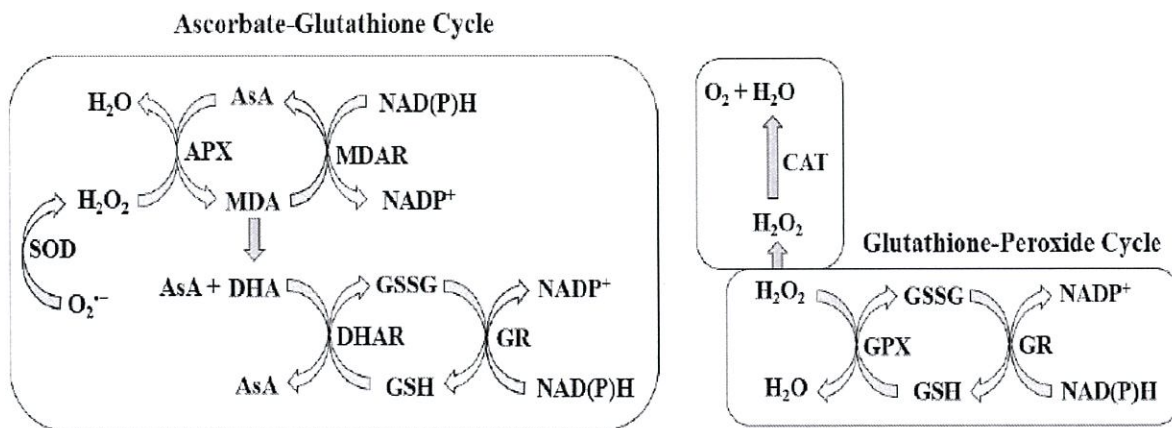 Ascorbate-Glutathione Cycle
H₂O AsA NAD(P)H
APX MDAR
H₂O₂ MDA NADP⁺
SOD
O₂•⁻
AsA + DHA GSSG NADP⁺
DHAR GR
AsA GSH NAD(P)H
O₂ + H₂O
CAT
H₂O₂
Glutathione-Peroxide Cycle
H₂O₂ GSSG NADP⁺
GPX GR
H₂O GSH NAD(P)H